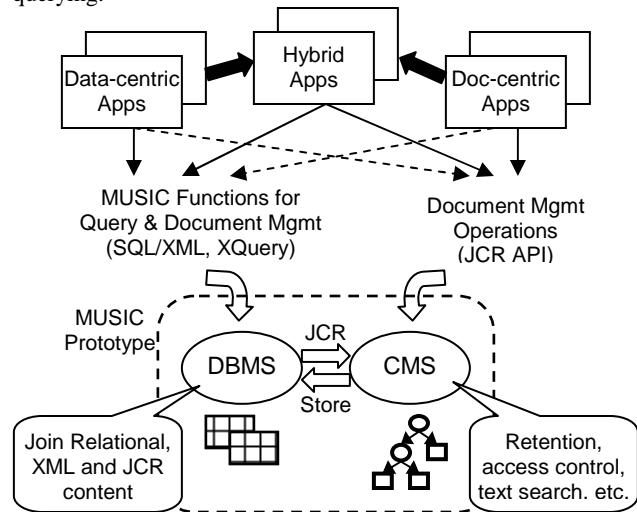 querying.
Hybrid
Apps
Data-centric
Apps
Doc-centric
Apps
MUSIC Functions for
Query & Document Mgmt
(SQL/XML, XQuery)
Document Mgmt
Operations
(JCR API)
MUSIC
Prototype
JCR
DBMS
CMS
Store
Join Relational,
XML and JCR
content
Retention,
access control,
text search. etc.